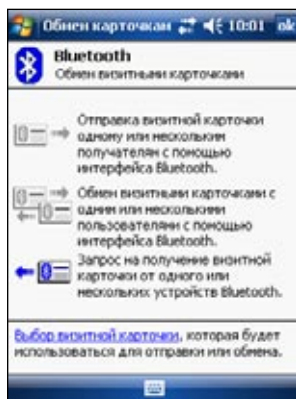 Обмен карточкам 10:01 ok
Bluetooth
Обмен визитными карточками
Отправка визитной карточки
одному или нескольким
получателям с помощью
интерфейса Bluetooth.
Обмен визитными карточками с
одним или несколькими
пользователями с помощью
интерфейса Bluetooth.
Запрос на получение визитной
карточки от одного или
нескольких устройств Bluetooth.
Выбор визитной карточки, которая будет
использоваться для отправки или обмена.